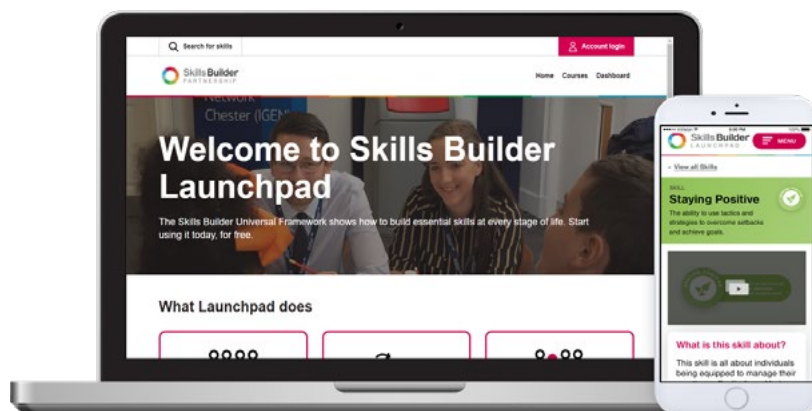 Search for skills
Account login
Skills Builder
PARTNERSHIP
Home Courses Dashboard
Network
Chester (IGEN)
Welcome to Skills Builder
Launchpad
The Skills Builder Universal Framework shows how to build essential skills at every stage of life. Start
using it today, for free.
What Launchpad does
Skills Builder
LAUNCHPAD
MENU
View all Skills
SKILL
Staying Positive
The ability to use tactics and
strategies to overcome setbacks
and achieve goals.
What is this skill about?
This skill is all about individuals
being equipped to manage their